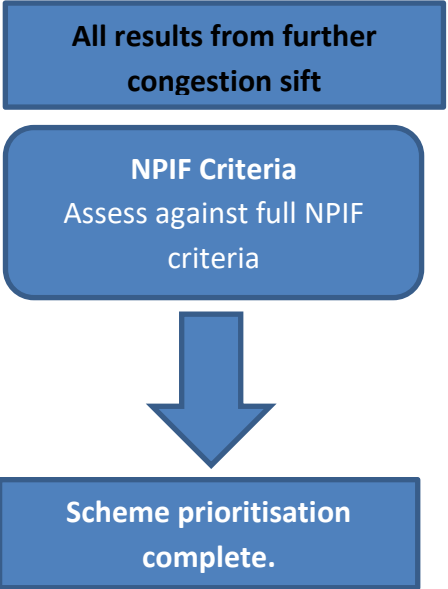 All results from further
congestion sift
NPIF Criteria
Assess against full NPIF
criteria
Scheme prioritisation
complete.